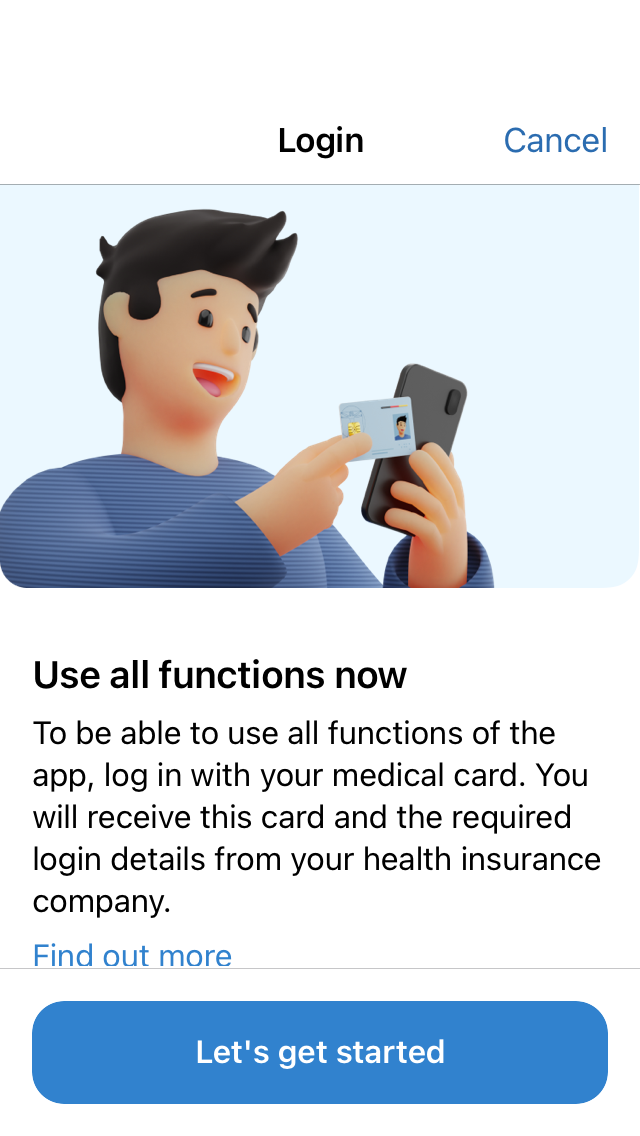 Login
Cancel
Use all functions now
To be able to use all functions of the
app, log in with your medical card. You
will receive this card and the required
login details from your health insurance
company.
Find out more
Let's get started